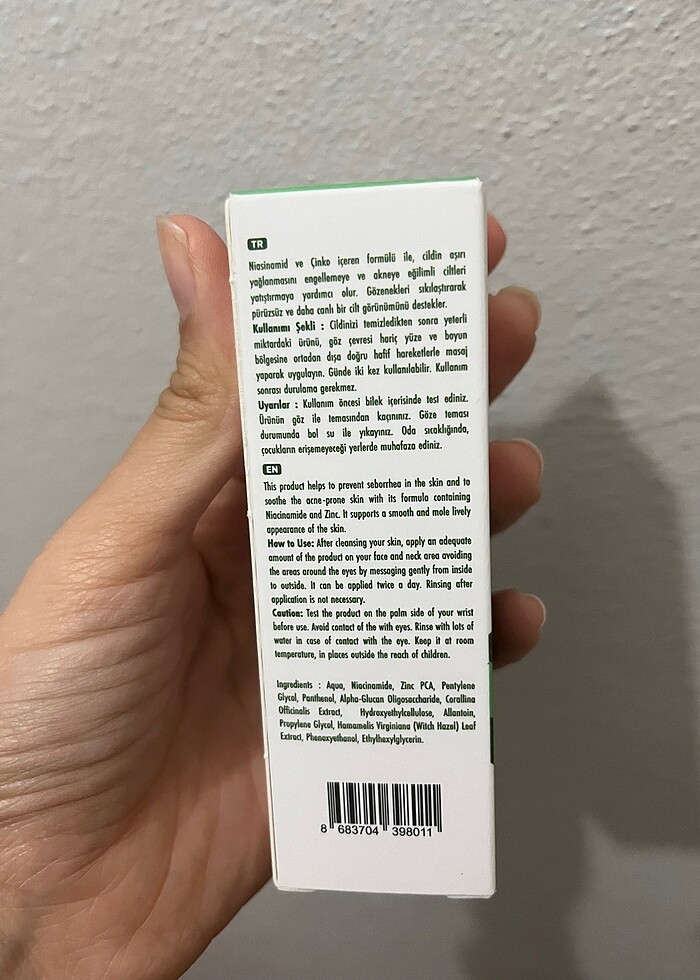 TR
Niasinamid ve Çinko içeren formülü ile, cildin aşırı
yağlanmasını engellemeye ve akneye eğilimli ciltleri
yatıştırmaya yardımcı olur. Gözenekleri sıkılaştırarak
pürüzsüz ve daha canlı bir cilt görünümünü destekler.
Kullanımı Şekli : Cildinizi temizledikten sonra yeterli
miktardaki ürünü, göz çevresi hariç yüze ve boyun
bölgesine ortadan dışa doğru hafif hareketlerle masaj
yaparak uygulayın. Günde iki kez kullanılabilir. Kullanım
sonrası durulama gerekmez.
Uyarılar : Kullanım öncesi bilek içerisinde test ediniz.
Ürünün göz ile temasından kaçınınız. Göze teması
durumunda bol su ile yıkayınız. Oda sıcaklığında,
çocukların erişemeyeceği yerlerde muhafaza ediniz.
EN
This product helps to prevent seborrhea in the skin and to
soothe the acne-prone skin with its formula containing
Niacinamide and Zinc. It supports a smooth and mole lively
appearance of the skin.
How to Use: After cleansing your skin, apply an adequate
amount of the product on your face and neck area avoiding
the areas around the eyes by messaging gently from inside
to outside. It can be applied twice a day. Rinsing after
application is not necessary.
Caution: Test the product on the palm side of your wrist
before use. Avoid contact of the with eyes. Rinse with lots of
water in case of contact with the eye. Keep it at room
temperature, in places outside the reach of children.
Ingredients : Aqua, Niacinamide, Zinc PCA, Pentylene
Glycol, Panthenol, Alpha-Glucan Oligosaccharide, Corallina
Officinalis Extract, Hydroxyethylcellulose, Allantoin,
Propylene Glycol, Hamamelis Virginiana (Witch Hazel) Leaf
Extract, Phenoxyethanol, Ethylhexylglycerin.
8 683704 398011